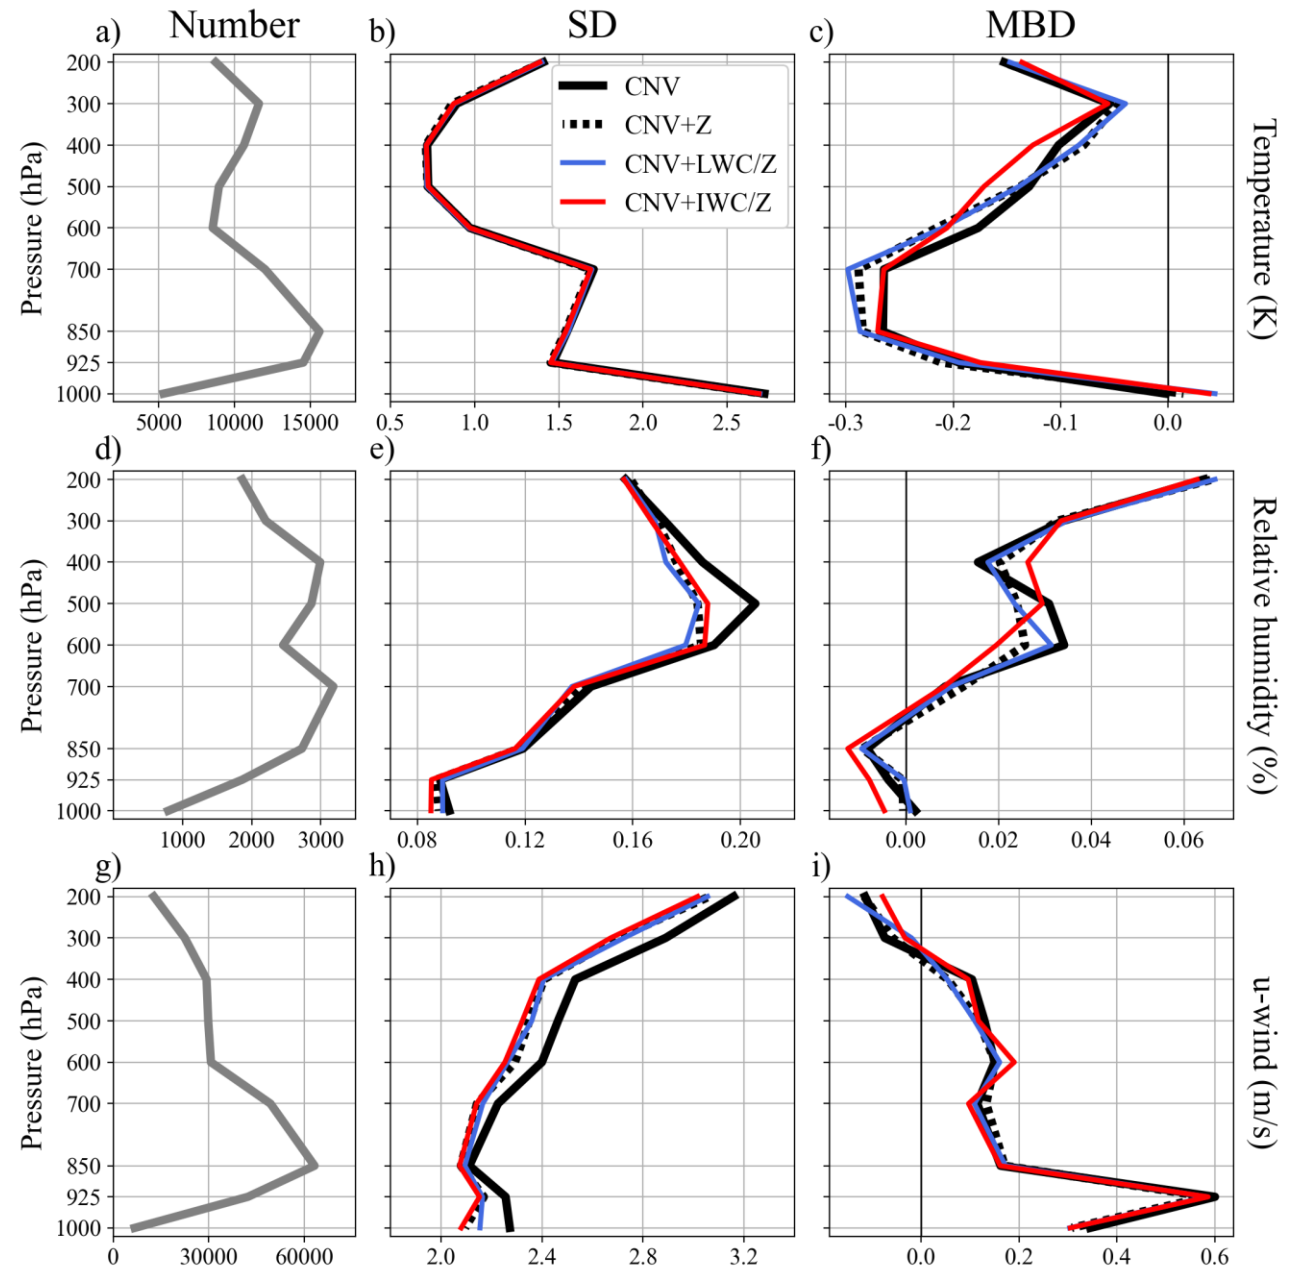 a) Number b) SD c) MBD
200
300
400
500
600
700
850
925
1000
Pressure (hPa)
5000 10000 15000
CNV
CNV+Z
CNV+LWC/Z
CNV+IWC/Z
0.5 1.0 1.5 2.0 2.5
-0.3 -0.2 -0.1 0.0
Temperature (K)
d) e) f)
200
300
400
500
600
700
850
925
1000
Pressure (hPa)
1000 2000 3000
0.08 0.12 0.16 0.20
0.00 0.02 0.04 0.06
Relative humidity (%)
g) h) i)
200
300
400
500
600
700
850
925
1000
Pressure (hPa)
0 30000 60000
2.0 2.4 2.8 3.2
0.0 0.2 0.4 0.6
u-wind (m/s)